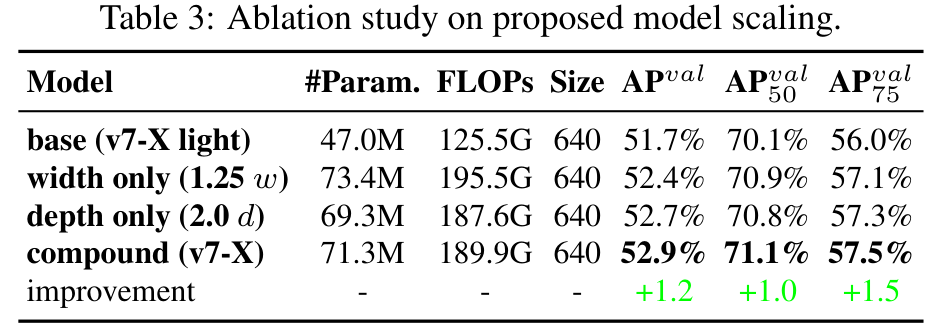 Table 3: Ablation study on proposed model scaling.
Model #Param. FLOPs Size AP^val AP^val_50 AP^val_75
base (v7-X light) 47.0M 125.5G 640 51.7% 70.1% 56.0%
width only (1.25 w) 73.4M 195.5G 640 52.4% 70.9% 57.1%
depth only (2.0 d) 69.3M 187.6G 640 52.7% 70.8% 57.3%
compound (v7-X) 71.3M 189.9G 640 52.9% 71.1% 57.5%
improvement - - - +1.2 +1.0 +1.5